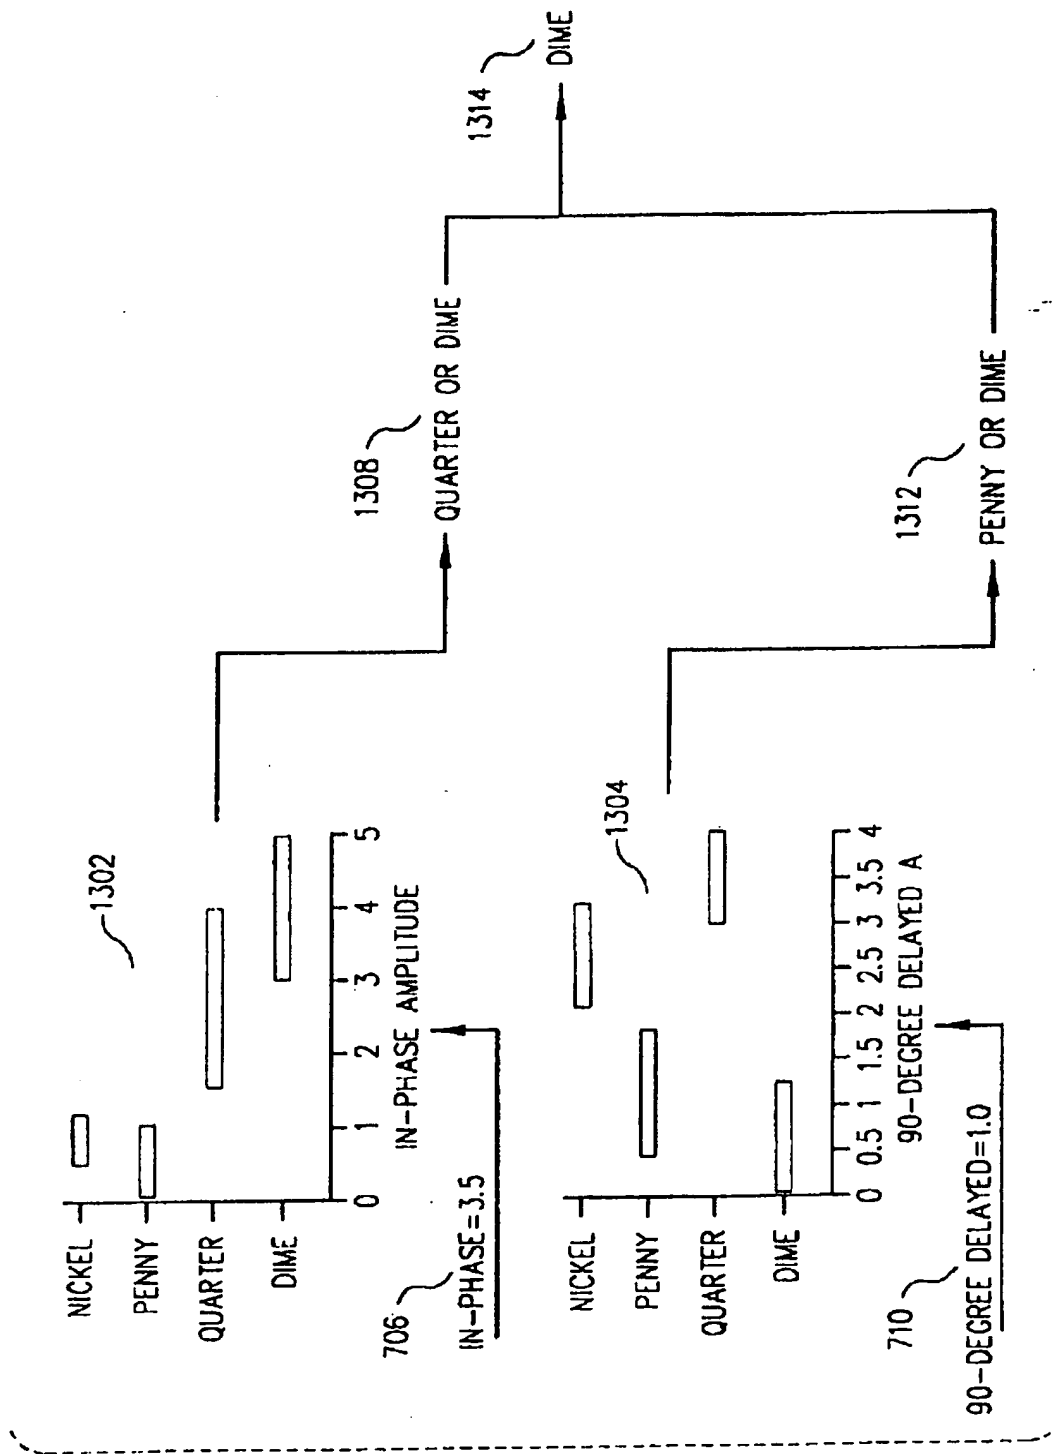 1302
NICKEL
PENNY
QUARTER
DIME
0 1 2 3 4 5
IN-PHASE AMPLITUDE
706
IN-PHASE=3.5
1308
QUARTER OR DIME
1314
DIME
1304
NICKEL
PENNY
QUARTER
DIME
0 0.5 1 1.5 2 2.5 3 3.5 4
90-DEGREE DELAYED A
710
90-DEGREE DELAYED=1.0
1312
PENNY OR DIME